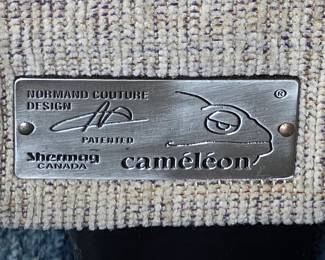 NORMAND COUTURE
DESIGN
PATENTED
Shermag
CANADA
caméléon
®